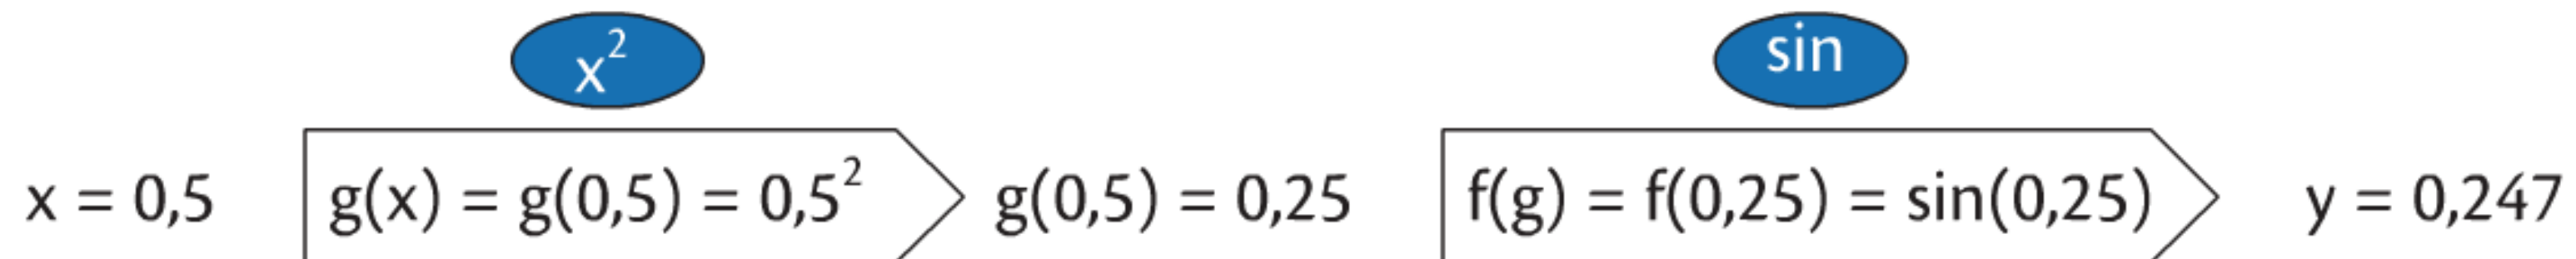 x² sin
x = 0,5 g(x) = g(0,5) = 0,5² g(0,5) = 0,25 f(g) = f(0,25) = sin(0,25) y = 0,247